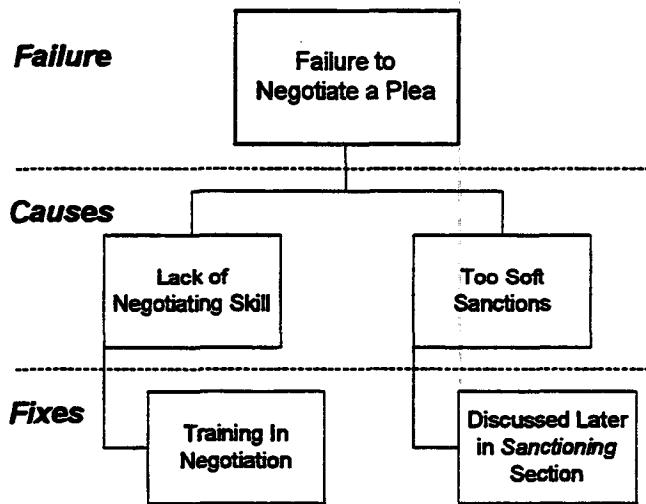 Failure
Failure to
Negotiate a Plea
Causes
Lack of
Negotiating Skill
Too Soft
Sanctions
Fixes
Training In
Negotiation
Discussed Later
in Sanctioning
Section